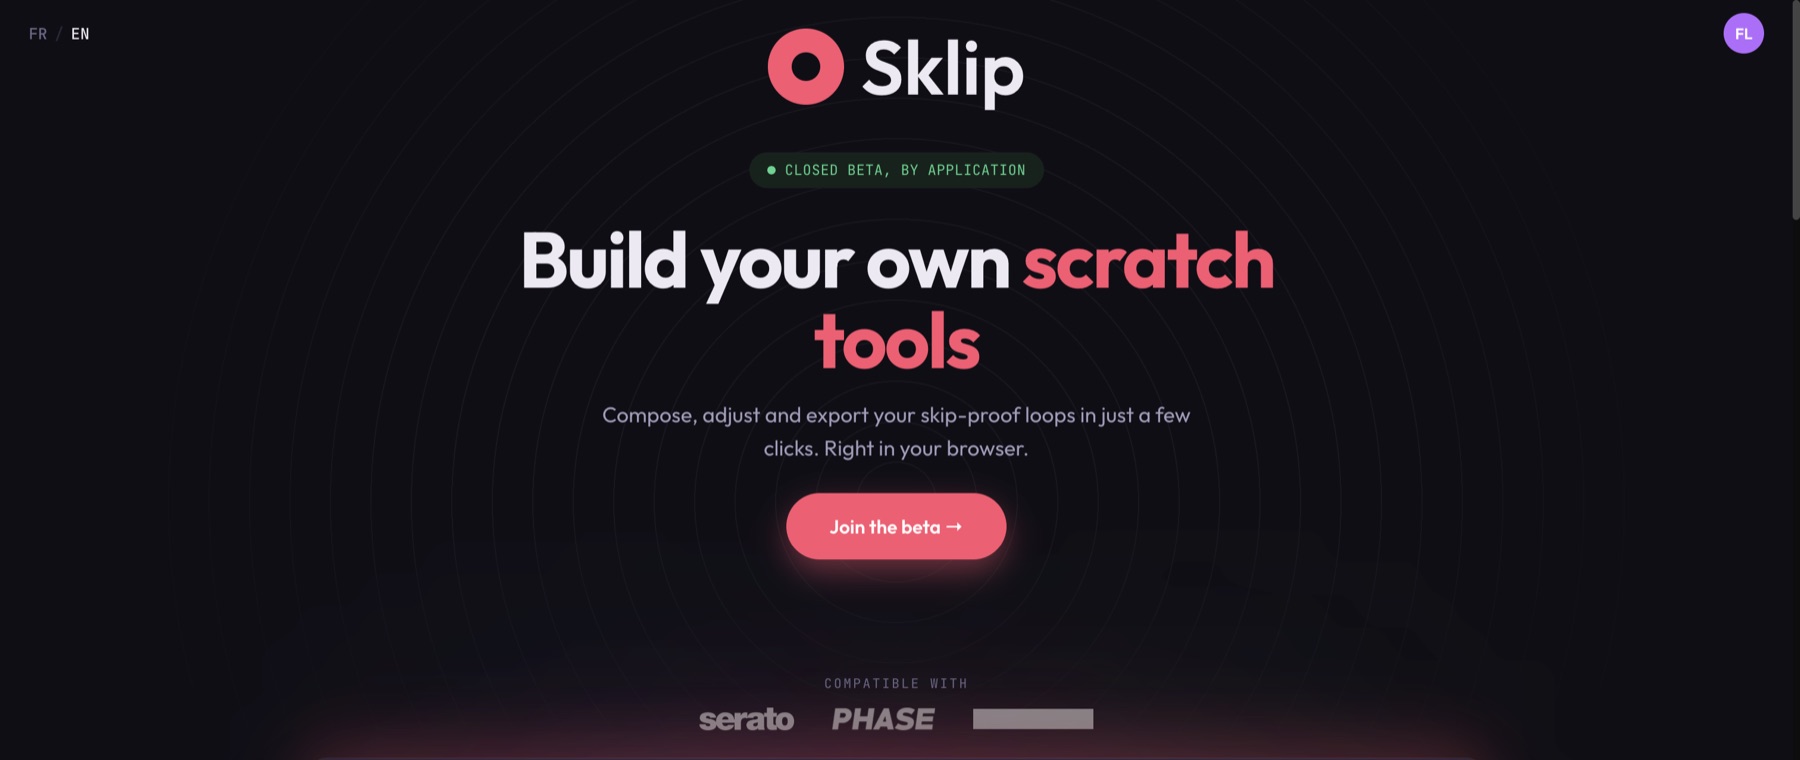 FR / EN
FL
Sklip
CLOSED BETA, BY APPLICATION
Build your own scratch
tools
Compose, adjust and export your skip-proof loops in just a few
clicks. Right in your browser.
Join the beta →
COMPATIBLE WITH
serato PHASE